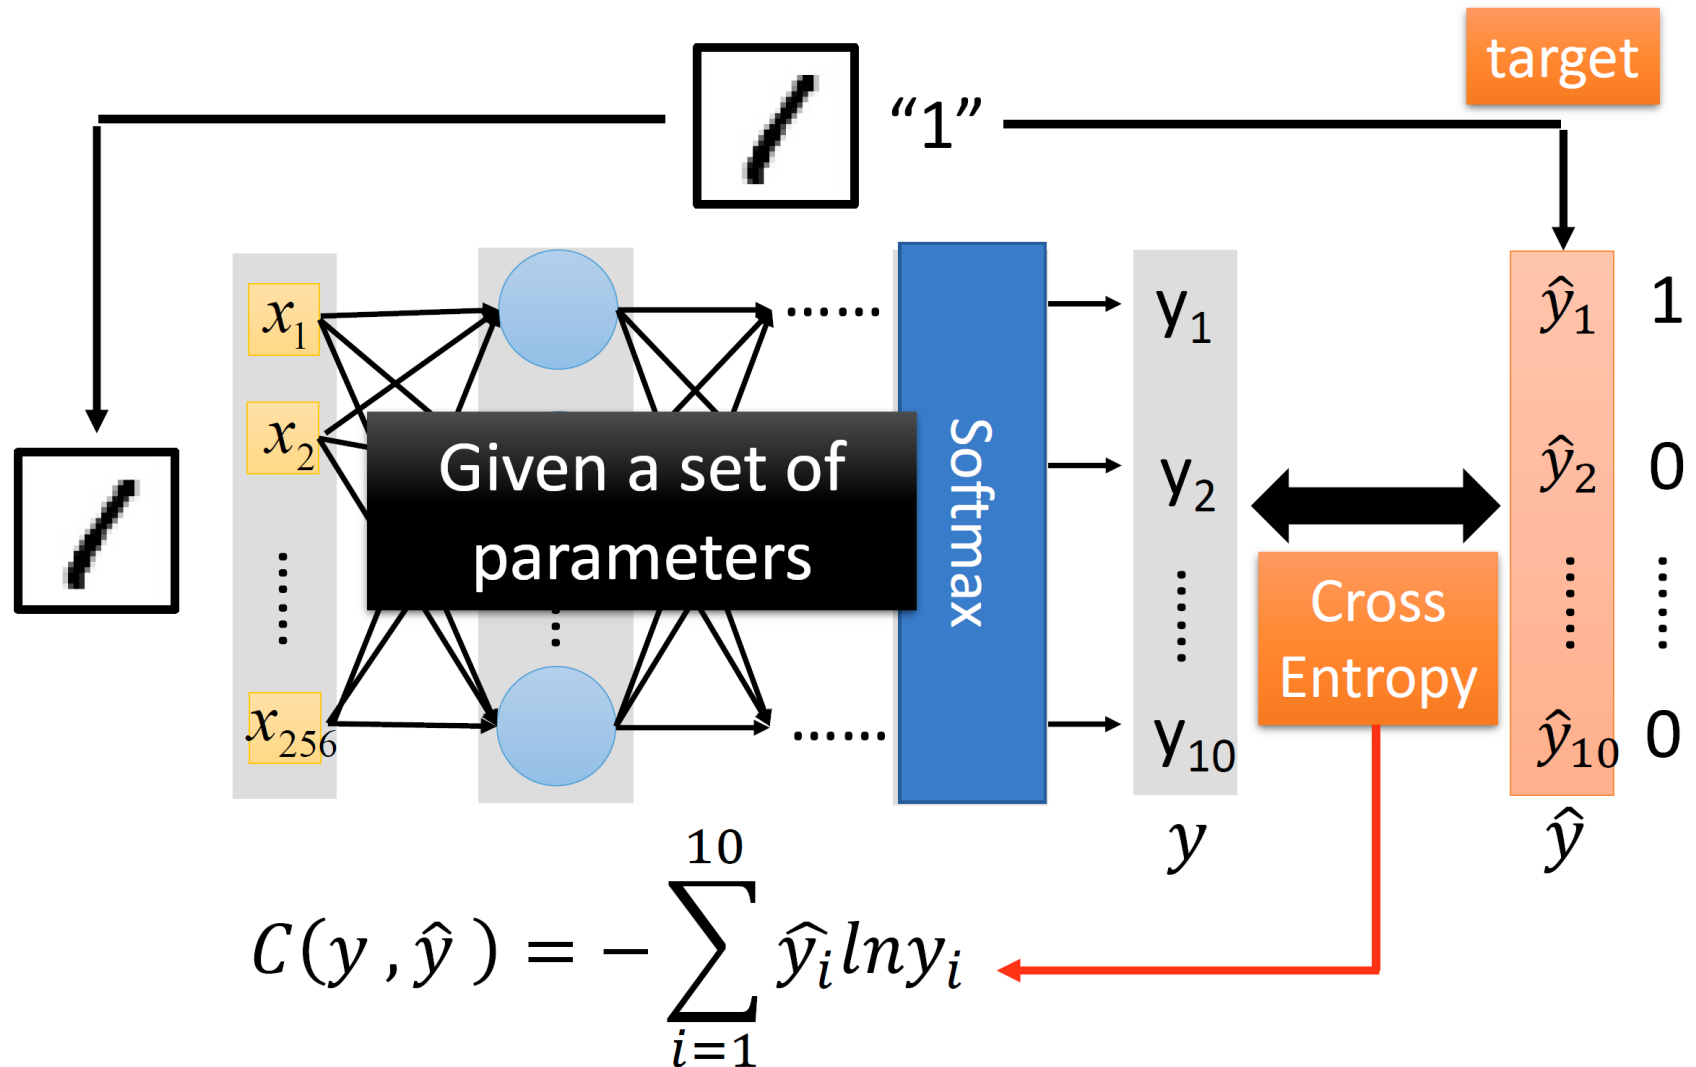 target
“1”
x₁
x₂
⋮
x₂₅₆
Given a set of
parameters
……
……
Softmax
y₁
y₂
⋮
y₁₀
y
Cross
Entropy
ŷ₁ 1
ŷ₂ 0
⋮ ⋮
ŷ₁₀ 0
ŷ
C(y , ŷ ) = − ∑_{i=1}^{10} ŷᵢ lnyᵢ